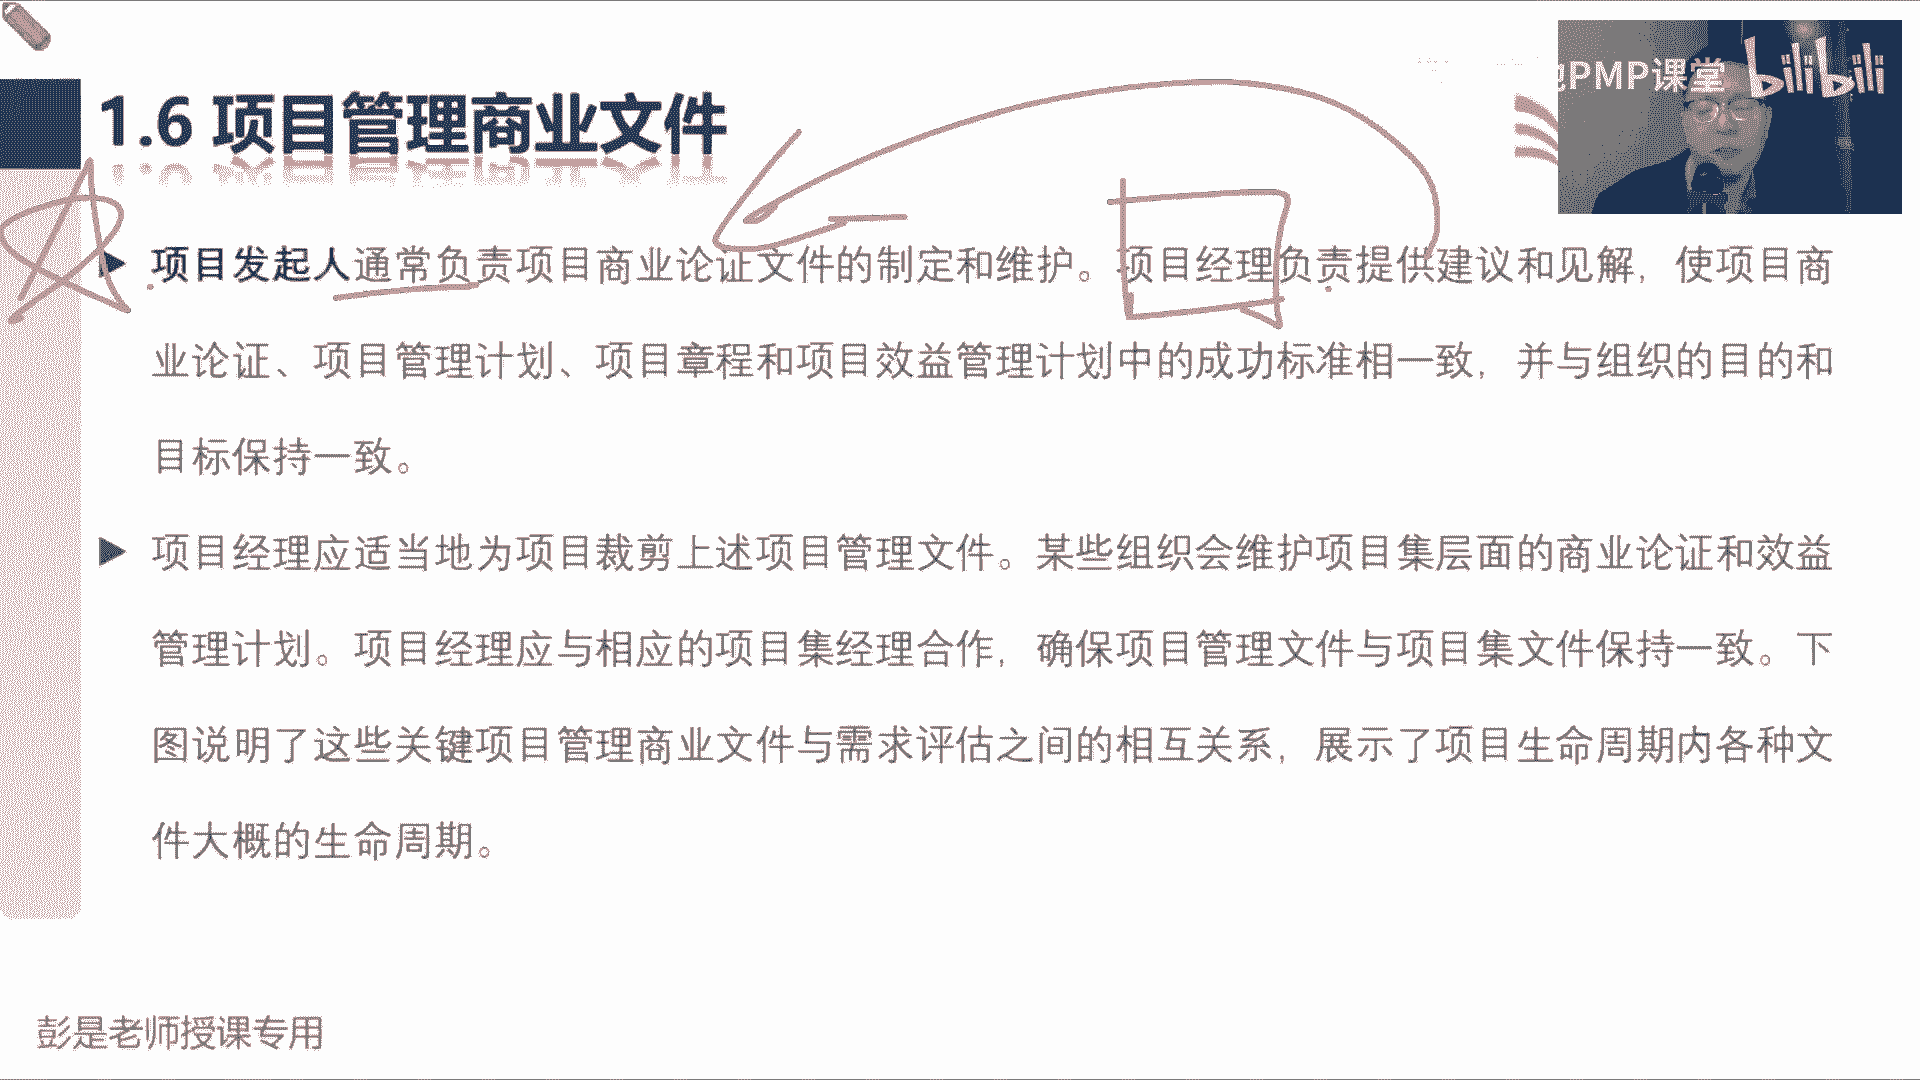 PMP课堂 bilibili
1.6 项目管理商业文件
项目发起人通常负责项目商业论证文件的制定和维护。项目经理负责提供建议和见解，使项目商
业论证、项目管理计划、项目章程和项目效益管理计划中的成功标准相一致，并与组织的目的和
目标保持一致。
项目经理应适当地为项目裁剪上述项目管理文件。某些组织会维护项目集层面的商业论证和效益
管理计划。项目经理应与相应的项目集经理合作，确保项目管理文件与项目集文件保持一致。下
图说明了这些关键项目管理商业文件与需求评估之间的相互关系，展示了项目生命周期内各种文
件大概的生命周期。
彭是老师授课专用